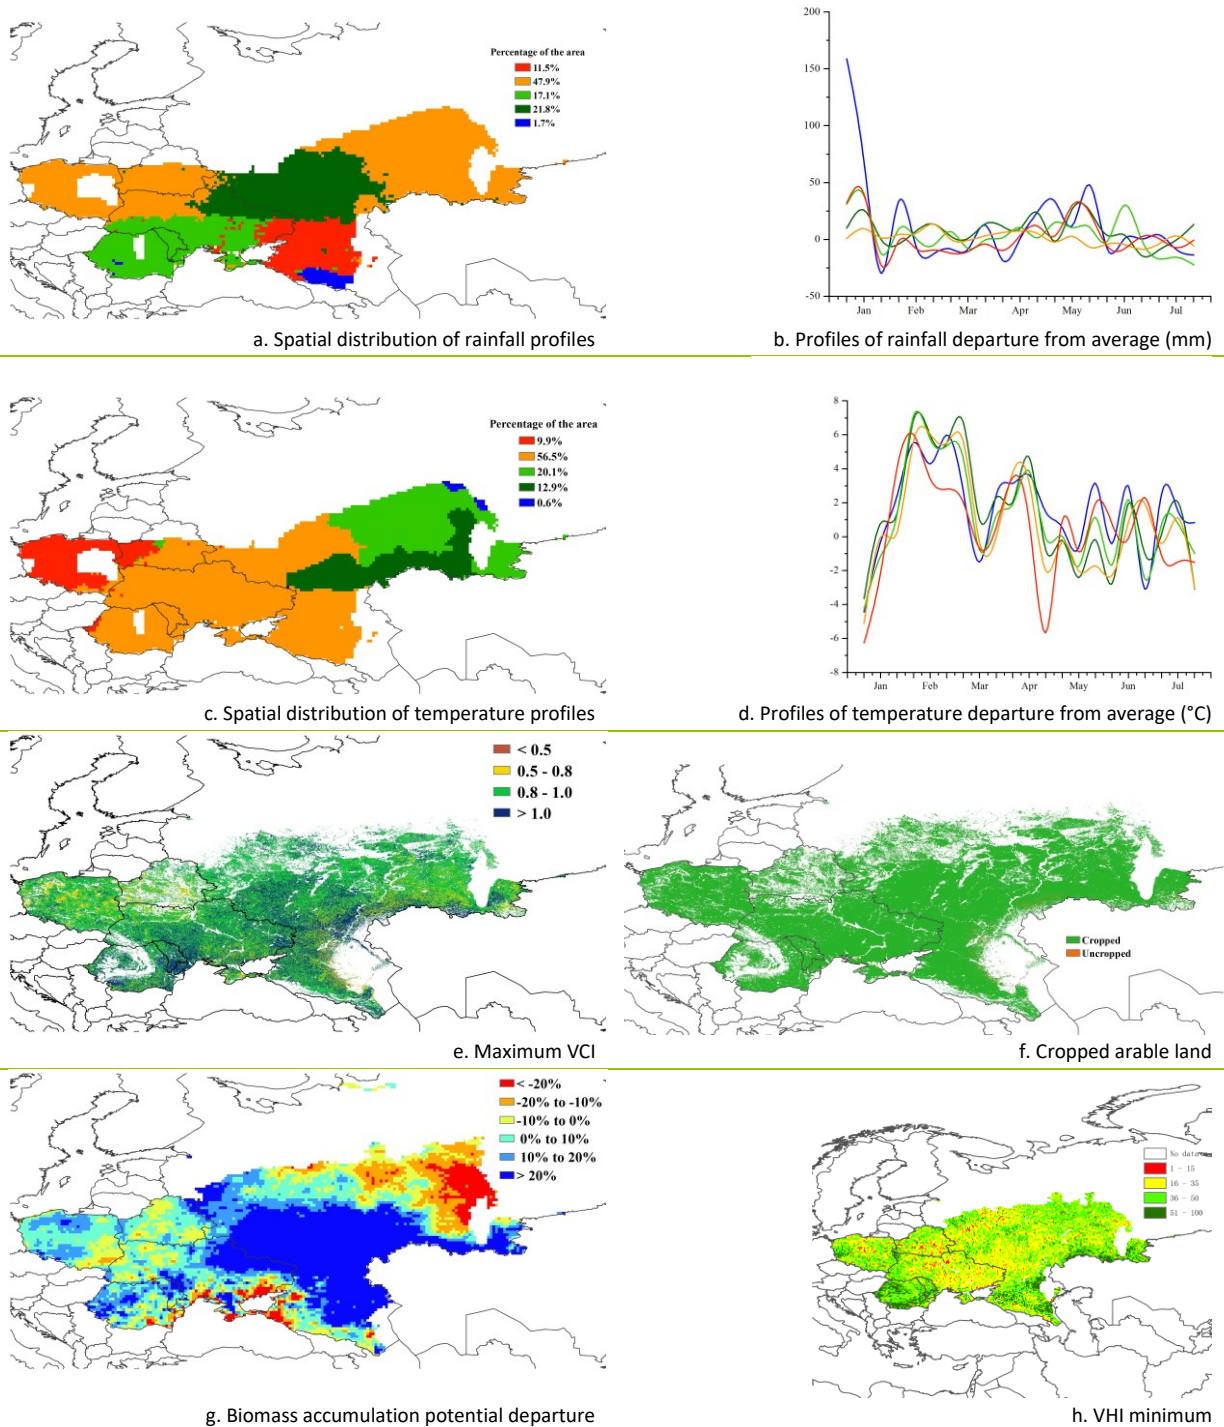 Percentage of the area
11.5%
47.9%
17.1%
21.8%
1.7%
a. Spatial distribution of rainfall profiles
200
150
100
50
0
-50
Jan Feb Mar Apr May Jun Jul
b. Profiles of rainfall departure from average (mm)
Percentage of the area
9.9%
56.5%
20.1%
12.9%
0.6%
c. Spatial distribution of temperature profiles
8
6
4
2
0
-2
-4
-6
-8
Jan Feb Mar Apr May Jun Jul
d. Profiles of temperature departure from average (°C)
< 0.5
0.5 - 0.8
0.8 - 1.0
> 1.0
e. Maximum VCI
Cropped
Uncropped
f. Cropped arable land
< -20%
-20% to -10%
-10% to 0%
0% to 10%
10% to 20%
> 20%
g. Biomass accumulation potential departure
No data
1 - 15
16 - 35
36 - 50
51 - 100
h. VHI minimum